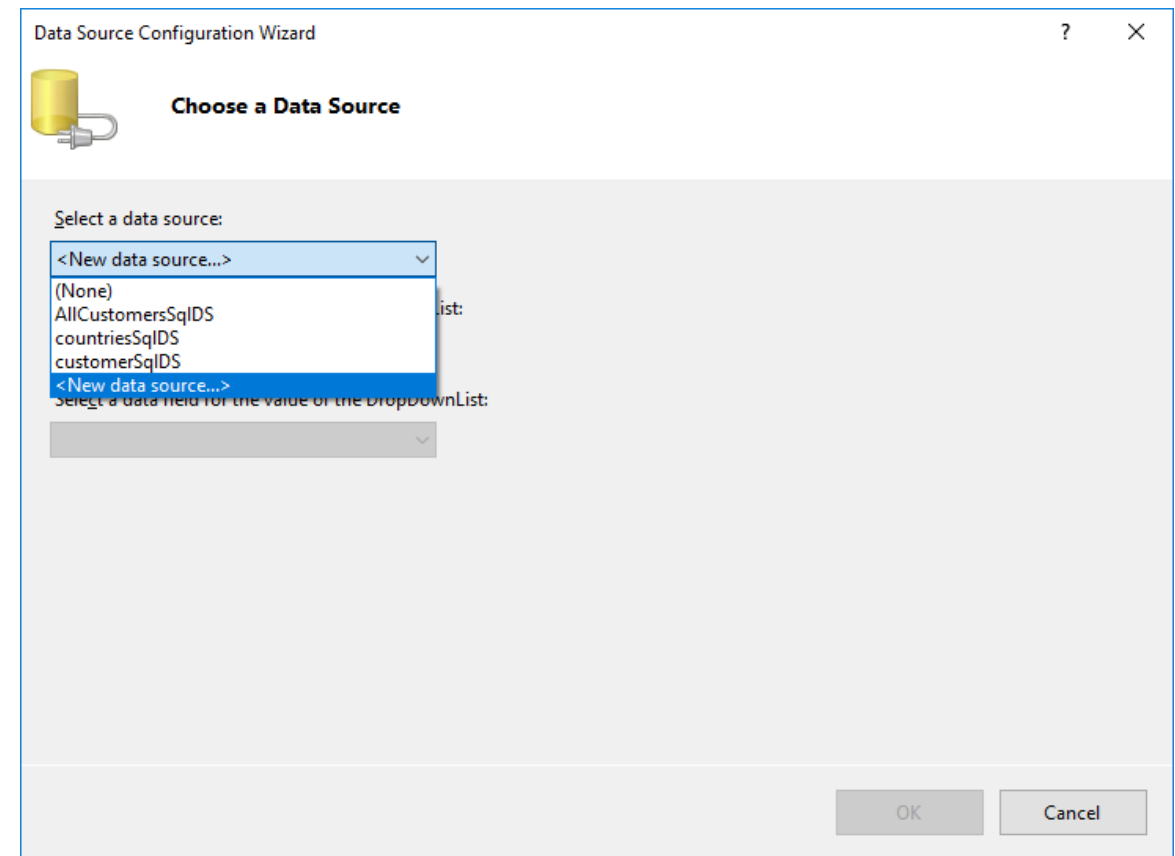 Data Source Configuration Wizard ?
Choose a Data Source
Select a data source:
<New data source...>
(None)
AllCustomersSqlDS
countriesSqlDS
customerSqlDS
<New data source...>
List:
Select a data field for the value of the DropDownList:
OK Cancel